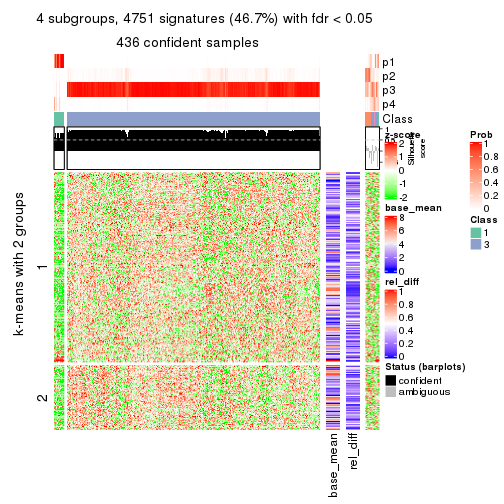 4 subgroups, 4751 signatures (46.7%) with fdr < 0.05
436 confident samples
p1
p2
p3
p4
Class
1
0.5
Silhouette
score
k-means with 2 groups
1
2
base_mean
rel_diff
z-score
2
1
0
-1
-2
base_mean
8
6
4
2
0
rel_diff
1
0.8
0.6
0.4
0.2
0
Status (barplots)
confident
ambiguous
Prob
1
0.8
0.6
0.4
0.2
0
Class
1
3